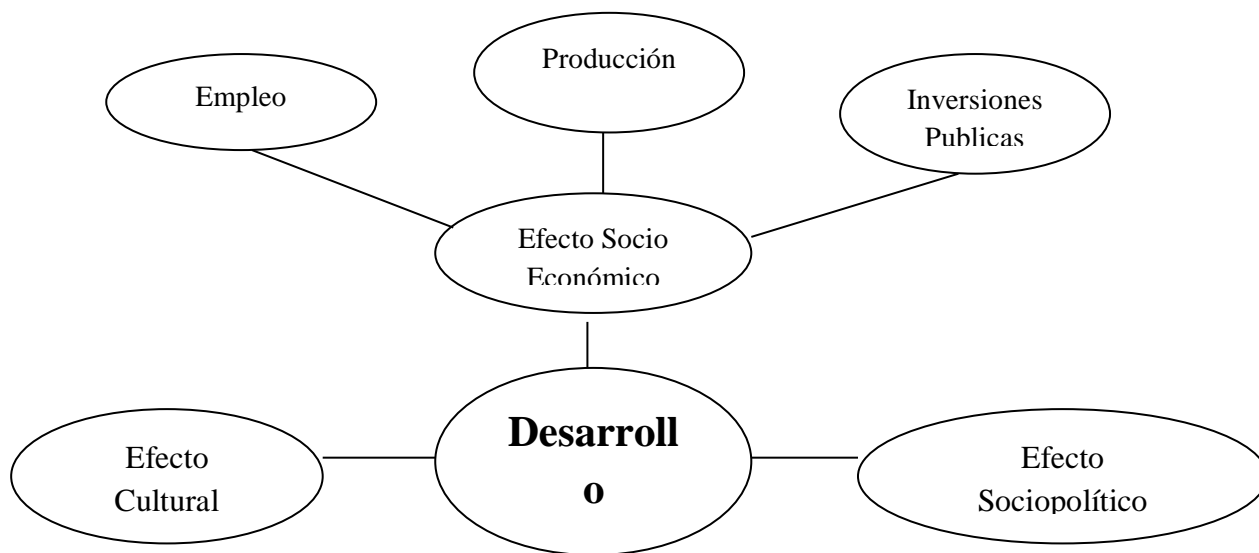 Producción
Empleo
Inversiones
Publicas
Efecto Socio
Económico
Desarroll
o
Efecto
Cultural
Efecto
Sociopolítico